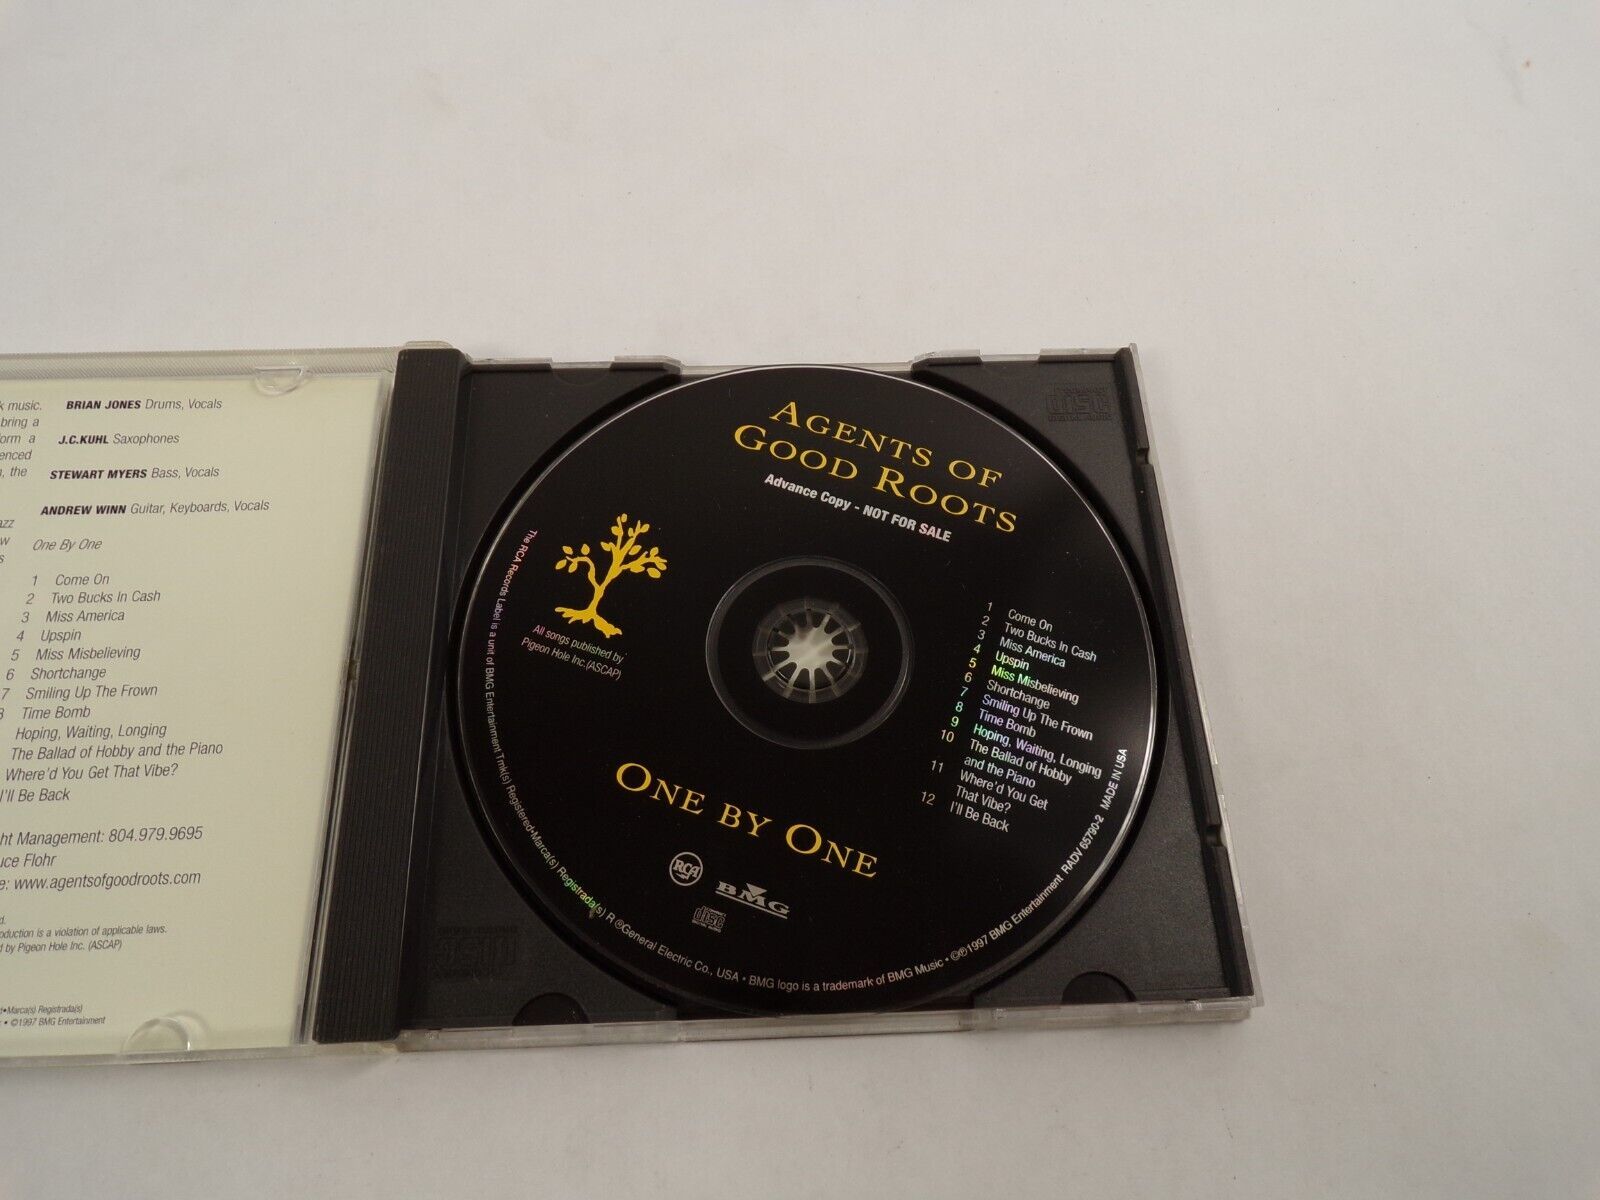 k music.
bring a
form a
enced
n, the
azz
w
s
BRIAN JONES Drums, Vocals
J.C.KUHL Saxophones
STEWART MYERS Bass, Vocals
ANDREW WINN Guitar, Keyboards, Vocals
One By One
1 Come On
2 Two Bucks In Cash
3 Miss America
4 Upspin
5 Miss Misbelieving
6 Shortchange
7 Smiling Up The Frown
8 Time Bomb
Hoping, Waiting, Longing
The Ballad of Hobby and the Piano
Where'd You Get That Vibe?
I'll Be Back
ht Management: 804.979.9695
uce Flohr
e: www.agentsofgoodroots.com
d.
oduction is a violation of applicable laws.
d by Pigeon Hole Inc. (ASCAP)
d•Marca(s) Registrada(s)
• ©1997 BMG Entertainment
AGENTS OF
GOOD ROOTS
Advance Copy - NOT FOR SALE
All songs published by
Pigeon Hole Inc.(ASCAP)
1 Come On
2 Two Bucks In Cash
3 Miss America
4 Upspin
5 Miss Misbelieving
6 Shortchange
7 Smiling Up The Frown
8 Time Bomb
9 Hoping, Waiting, Longing
10 The Ballad of Hobby
and the Piano
11 Where'd You Get
That Vibe?
12 I'll Be Back
ONE BY ONE
RCA
BMG
disc
The RCA Records Label is a unit of BMG Entertainment Tmk(s) Registered•Marca(s) Registrada(s) R ®General Electric Co., USA • BMG logo is a trademark of BMG Music • ©℗1997 BMG Entertainment RADV 65790-2 MADE IN USA
disc